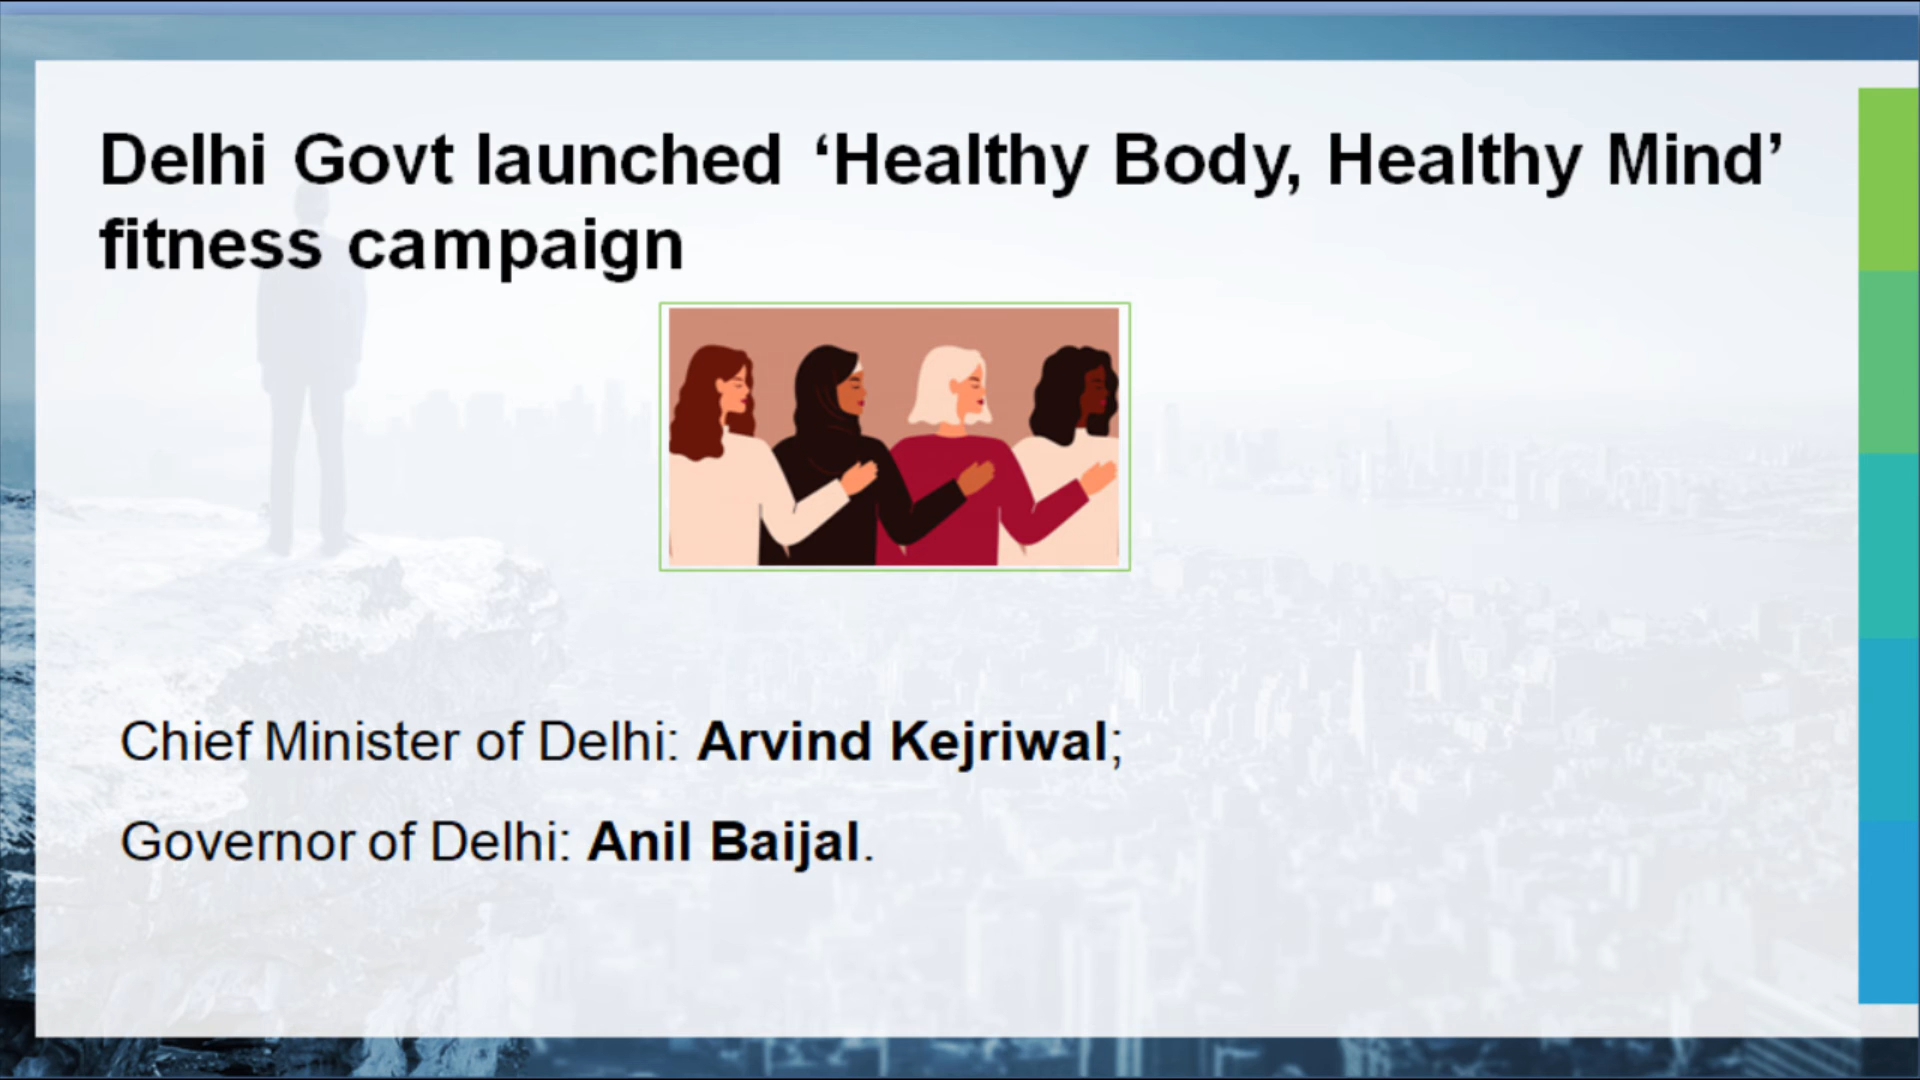 Delhi Govt launched ‘Healthy Body, Healthy Mind’
fitness campaign
Chief Minister of Delhi: Arvind Kejriwal;
Governor of Delhi: Anil Baijal.